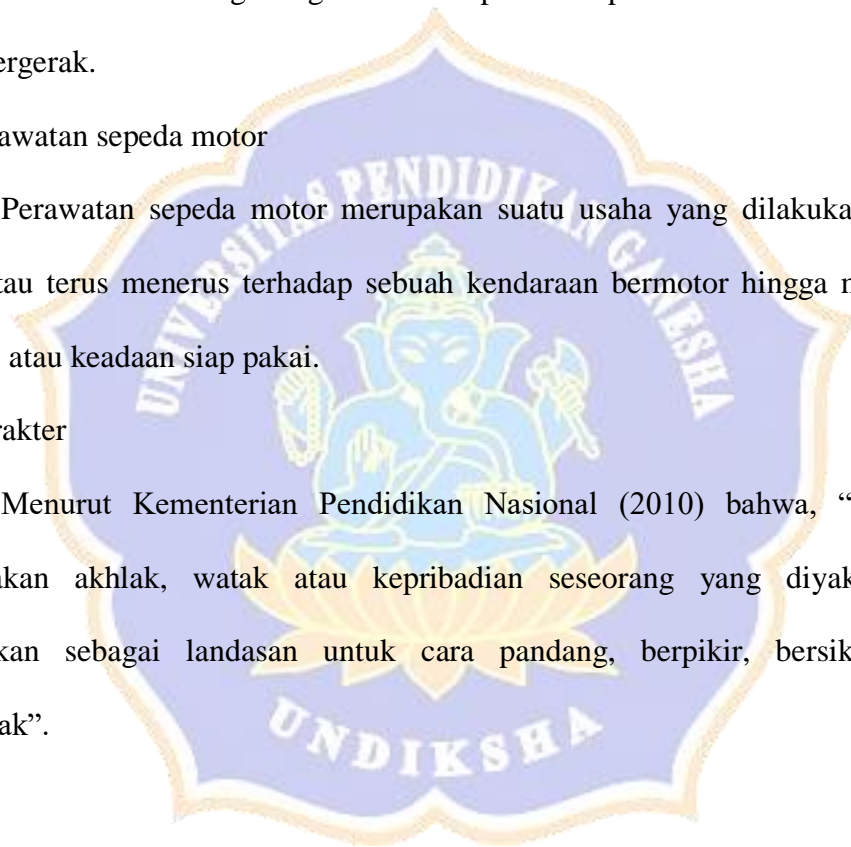 ergerak.
awatan sepeda motor
Perawatan sepeda motor merupakan suatu usaha yang dilakuka
tau terus menerus terhadap sebuah kendaraan bermotor hingga
atau keadaan siap pakai.
rakter
Menurut Kementerian Pendidikan Nasional (2010) bahwa, “
akan akhlak, watak atau kepribadian seseorang yang diyak
kan sebagai landasan untuk cara pandang, berpikir, bersik
ak”.
UNIVERSITAS PENDIDIKAN GANESHA
UNDIKSHA